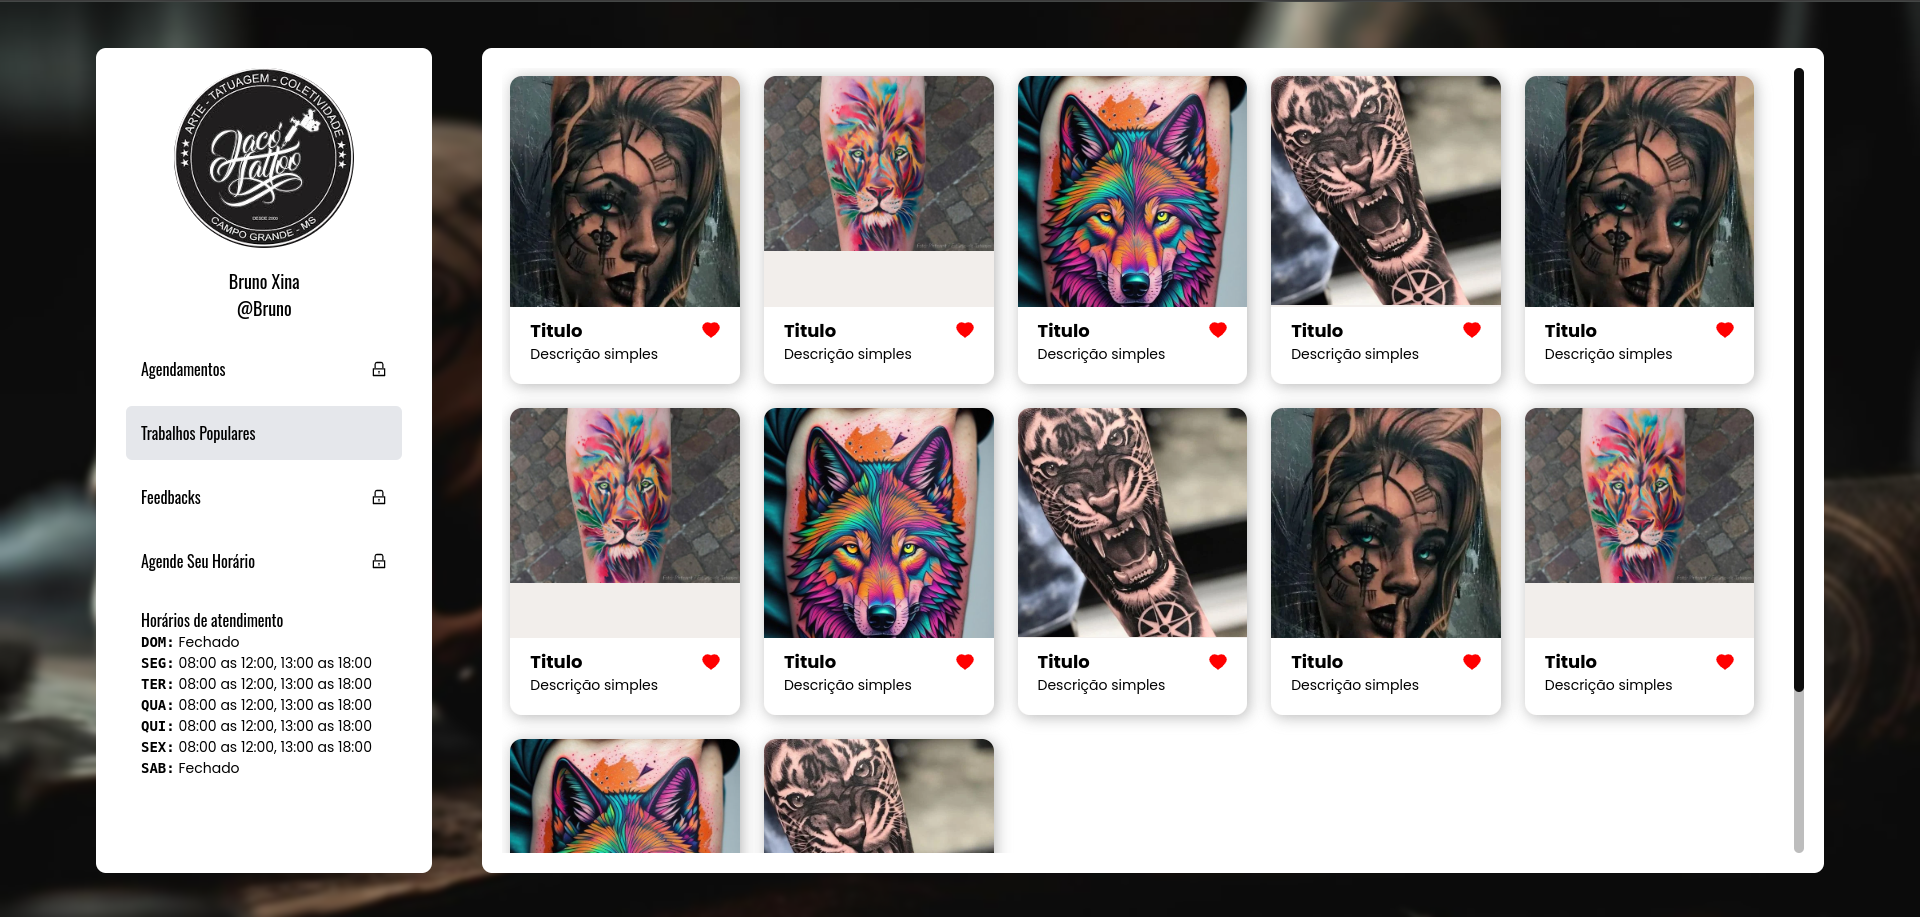 ARTE - TATUAGEM - COLETIVIDADE
Jacó
Tattoo
DESDE 2000
CAMPO GRANDE - MS
Bruno Xina
@Bruno
Agendamentos
Trabalhos Populares
Feedbacks
Agende Seu Horário
Horários de atendimento
DOM: Fechado
SEG: 08:00 as 12:00, 13:00 as 18:00
TER: 08:00 as 12:00, 13:00 as 18:00
QUA: 08:00 as 12:00, 13:00 as 18:00
QUI: 08:00 as 12:00, 13:00 as 18:00
SEX: 08:00 as 12:00, 13:00 as 18:00
SAB: Fechado
Titulo
Descrição simples
Titulo
Descrição simples
Titulo
Descrição simples
Titulo
Descrição simples
Titulo
Descrição simples
Titulo
Descrição simples
Titulo
Descrição simples
Titulo
Descrição simples
Titulo
Descrição simples
Titulo
Descrição simples